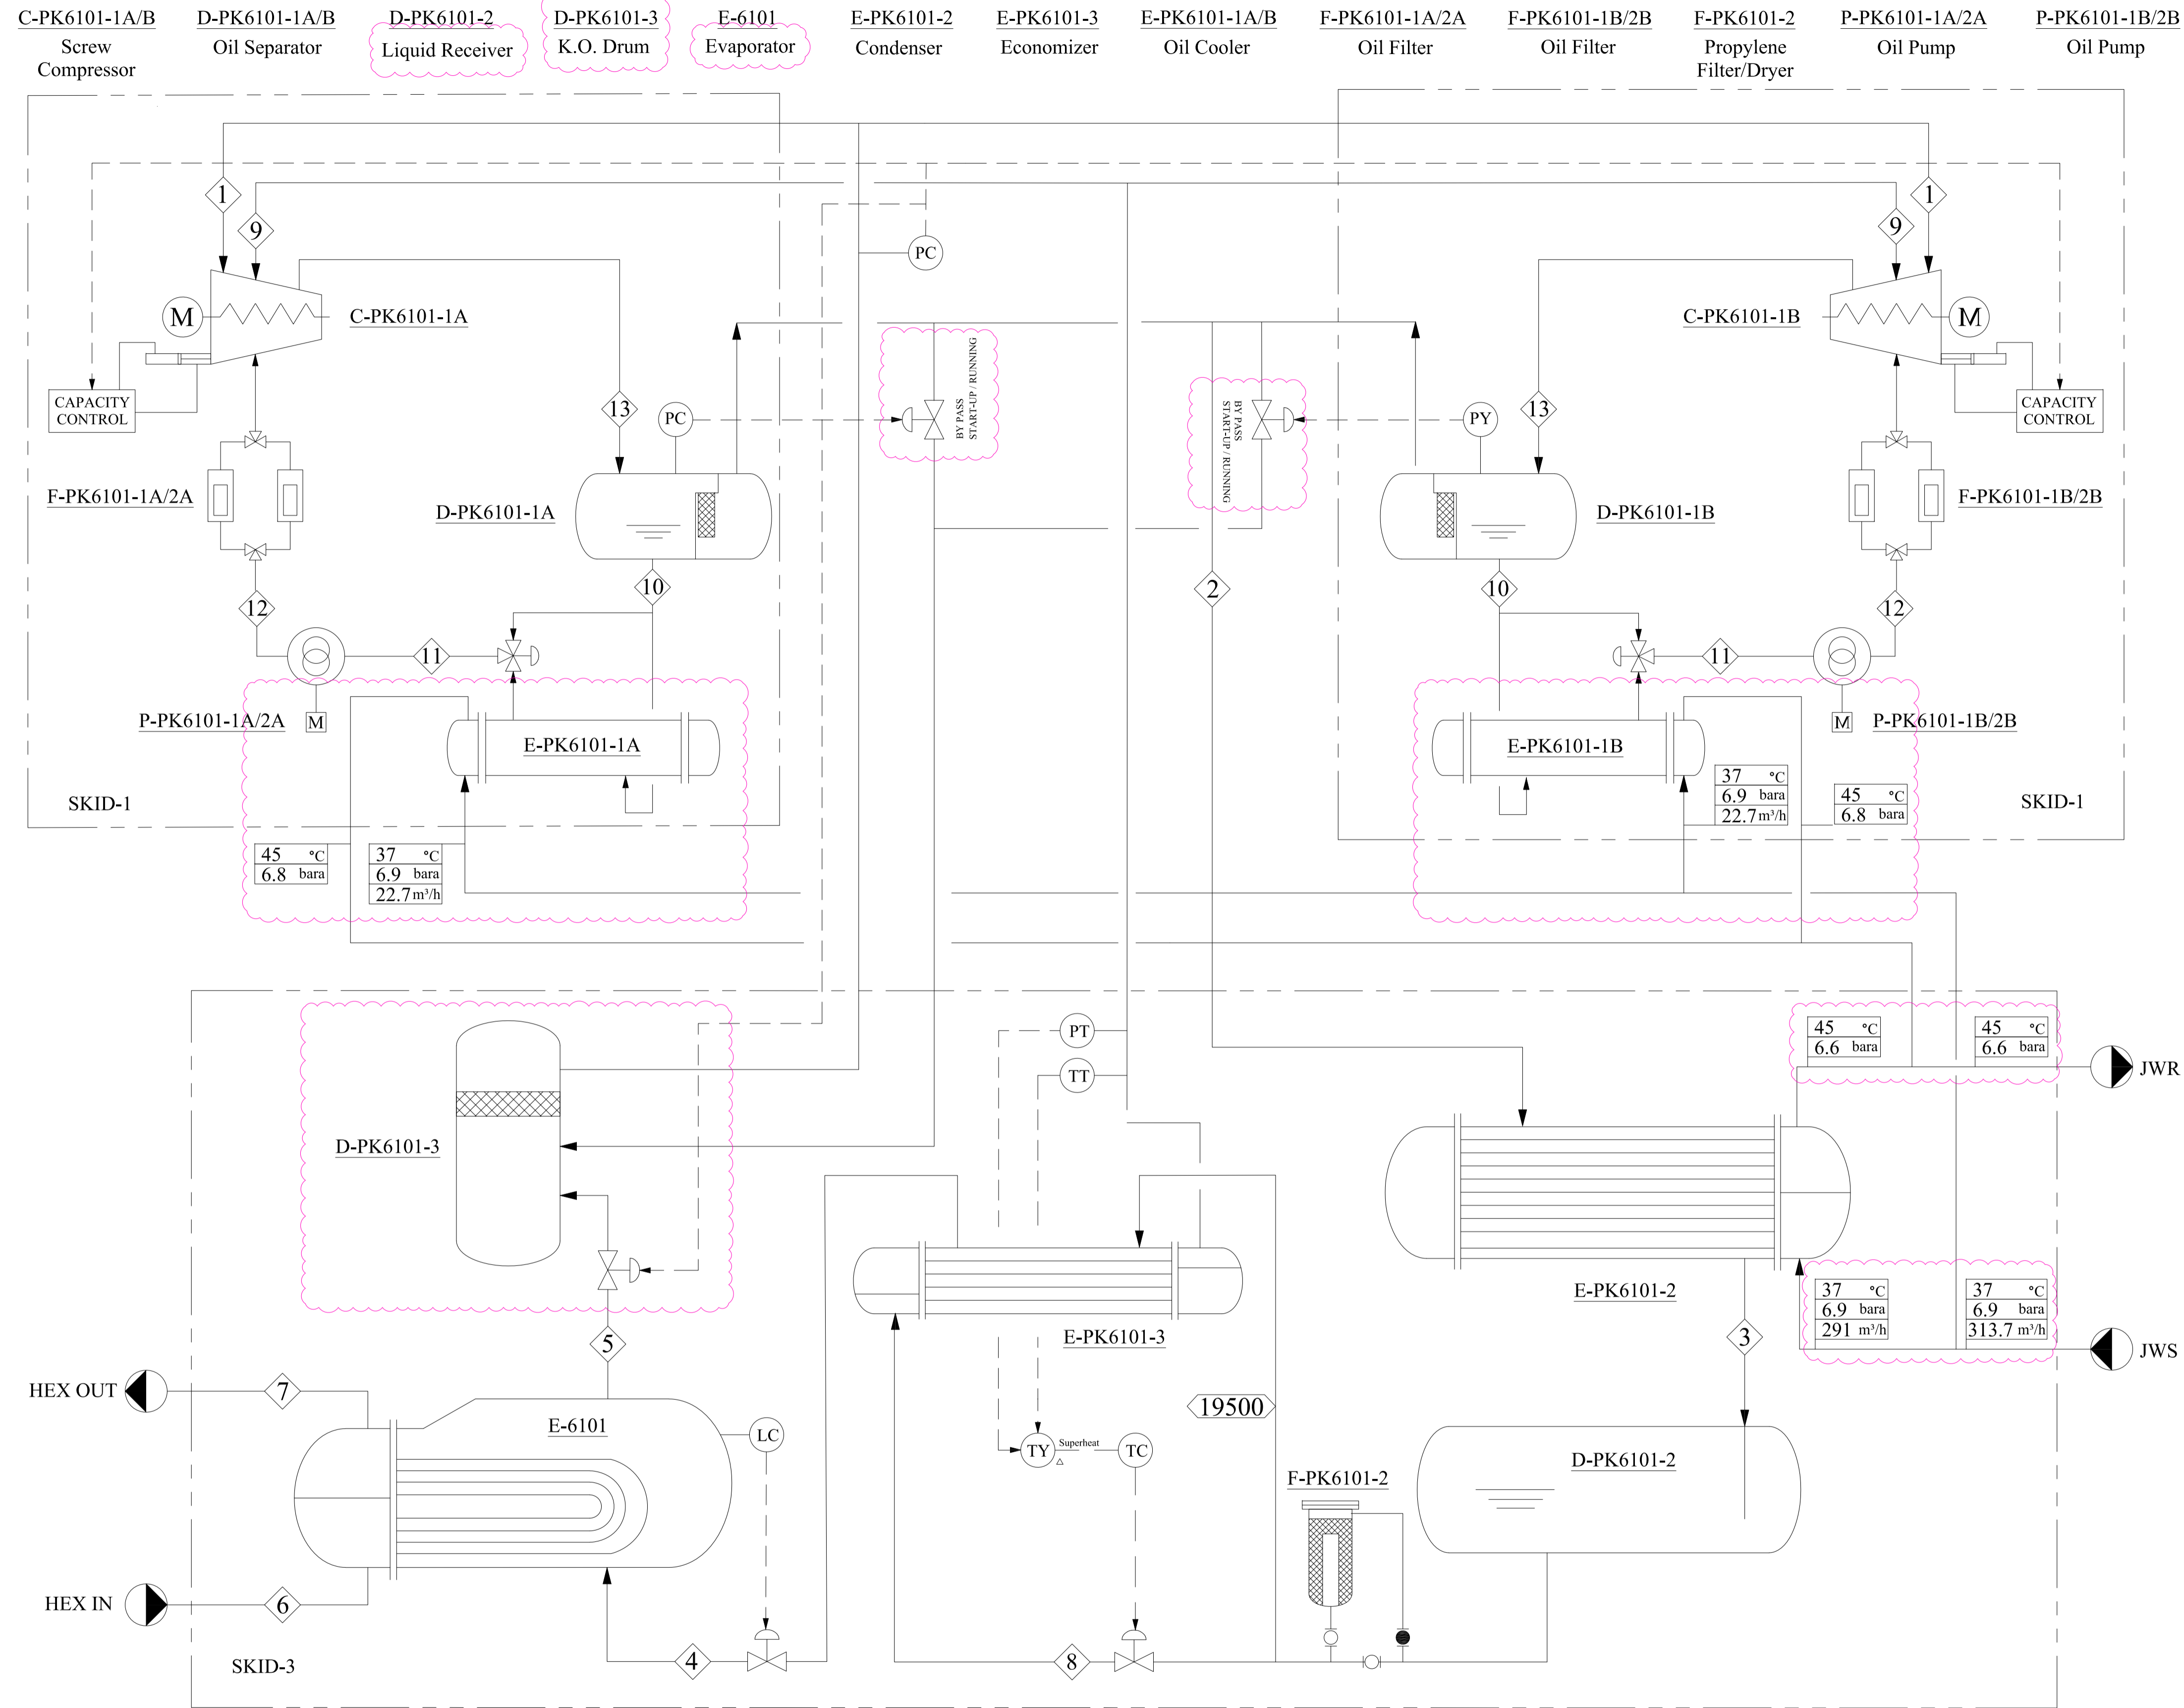 C-PK6101-1A/B
Screw
Compressor
D-PK6101-1A/B
Oil Separator
D-PK6101-2
Liquid Receiver
D-PK6101-3
K.O. Drum
E-6101
Evaporator
E-PK6101-2
Condenser
E-PK6101-3
Economizer
E-PK6101-1A/B
Oil Cooler
F-PK6101-1A/2A
Oil Filter
F-PK6101-1B/2B
Oil Filter
F-PK6101-2
Propylene
Filter/Dryer
P-PK6101-1A/2A
Oil Pump
P-PK6101-1B/2B
Oil Pump
1
9
PC
9
1
M
C-PK6101-1A
C-PK6101-1B
M
CAPACITY
CONTROL
13
PC
BY PASS
START-UP / RUNNING
BY PASS
START-UP / RUNNING
PY
13
CAPACITY
CONTROL
F-PK6101-1A/2A
D-PK6101-1A
D-PK6101-1B
F-PK6101-1B/2B
10
2
10
12
12
11
11
P-PK6101-1A/2A
M
E-PK6101-1A
E-PK6101-1B
M
P-PK6101-1B/2B
SKID-1
37 °C
6.9 bara
22.7 m³/h
45 °C
6.8 bara
SKID-1
45 °C
6.8 bara
37 °C
6.9 bara
22.7 m³/h
PT
TT
45 °C
6.6 bara
45 °C
6.6 bara
JWR
D-PK6101-3
E-PK6101-3
E-PK6101-2
37 °C
6.9 bara
291 m³/h
37 °C
6.9 bara
313.7 m³/h
JWS
5
3
HEX OUT
7
E-6101
LC
19500
TY
Superheat
△
TC
F-PK6101-2
D-PK6101-2
HEX IN
6
SKID-3
4
8